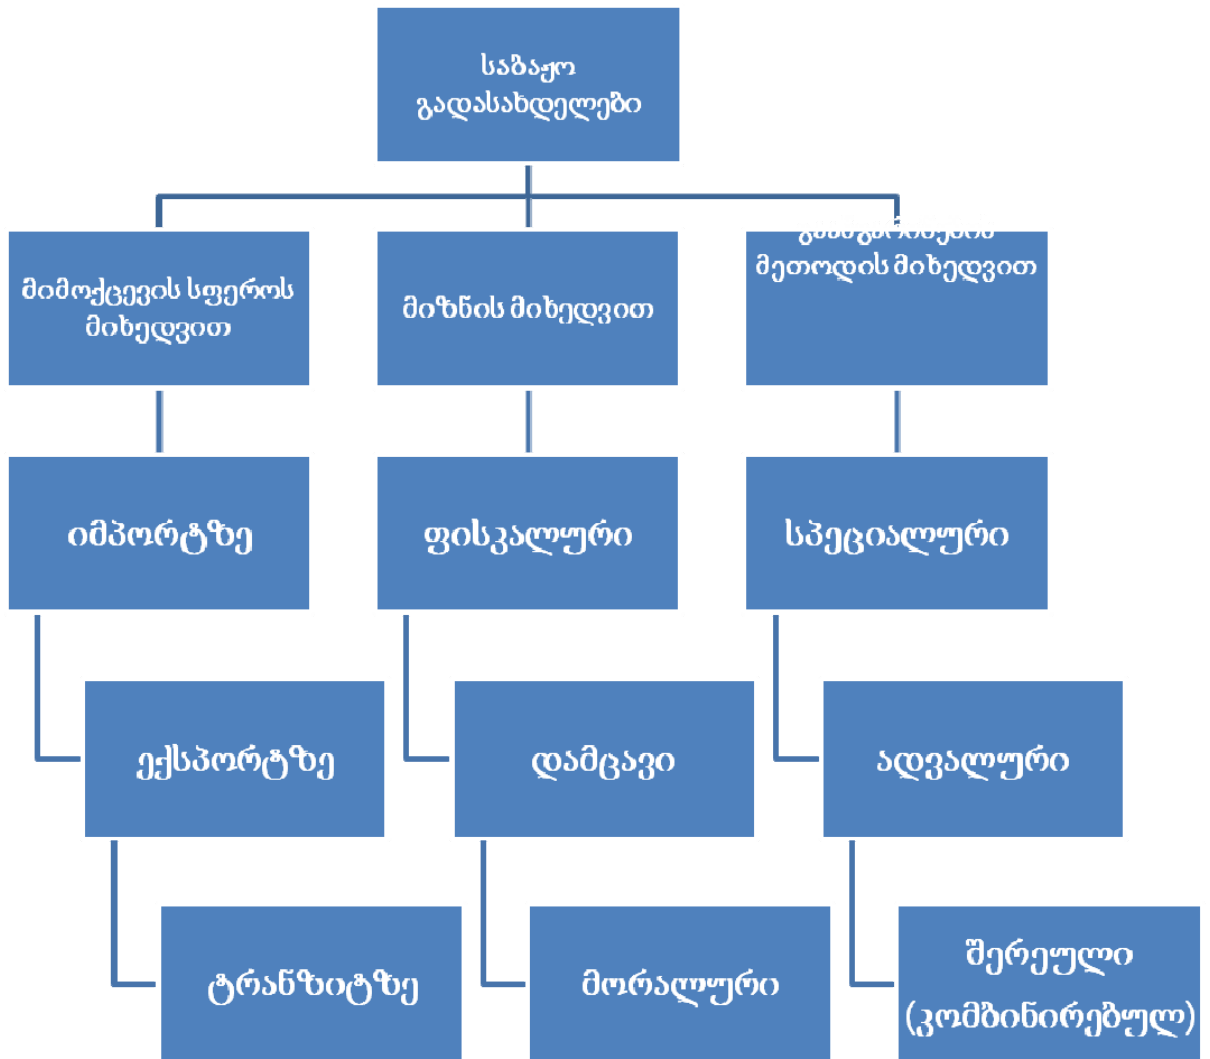 საბაჟო
გადასახდელები
მიმოქცევის სფეროს
მიხედვით
მიზნის მიხედვით
მეთოდის მიხედვით
იმპორტზე
ფისკალური
სპეციალური
ექსპორტზე
დამცავი
ადვალური
ტრანზიტზე
მორალური
შერეული
(კომბინირებულ)